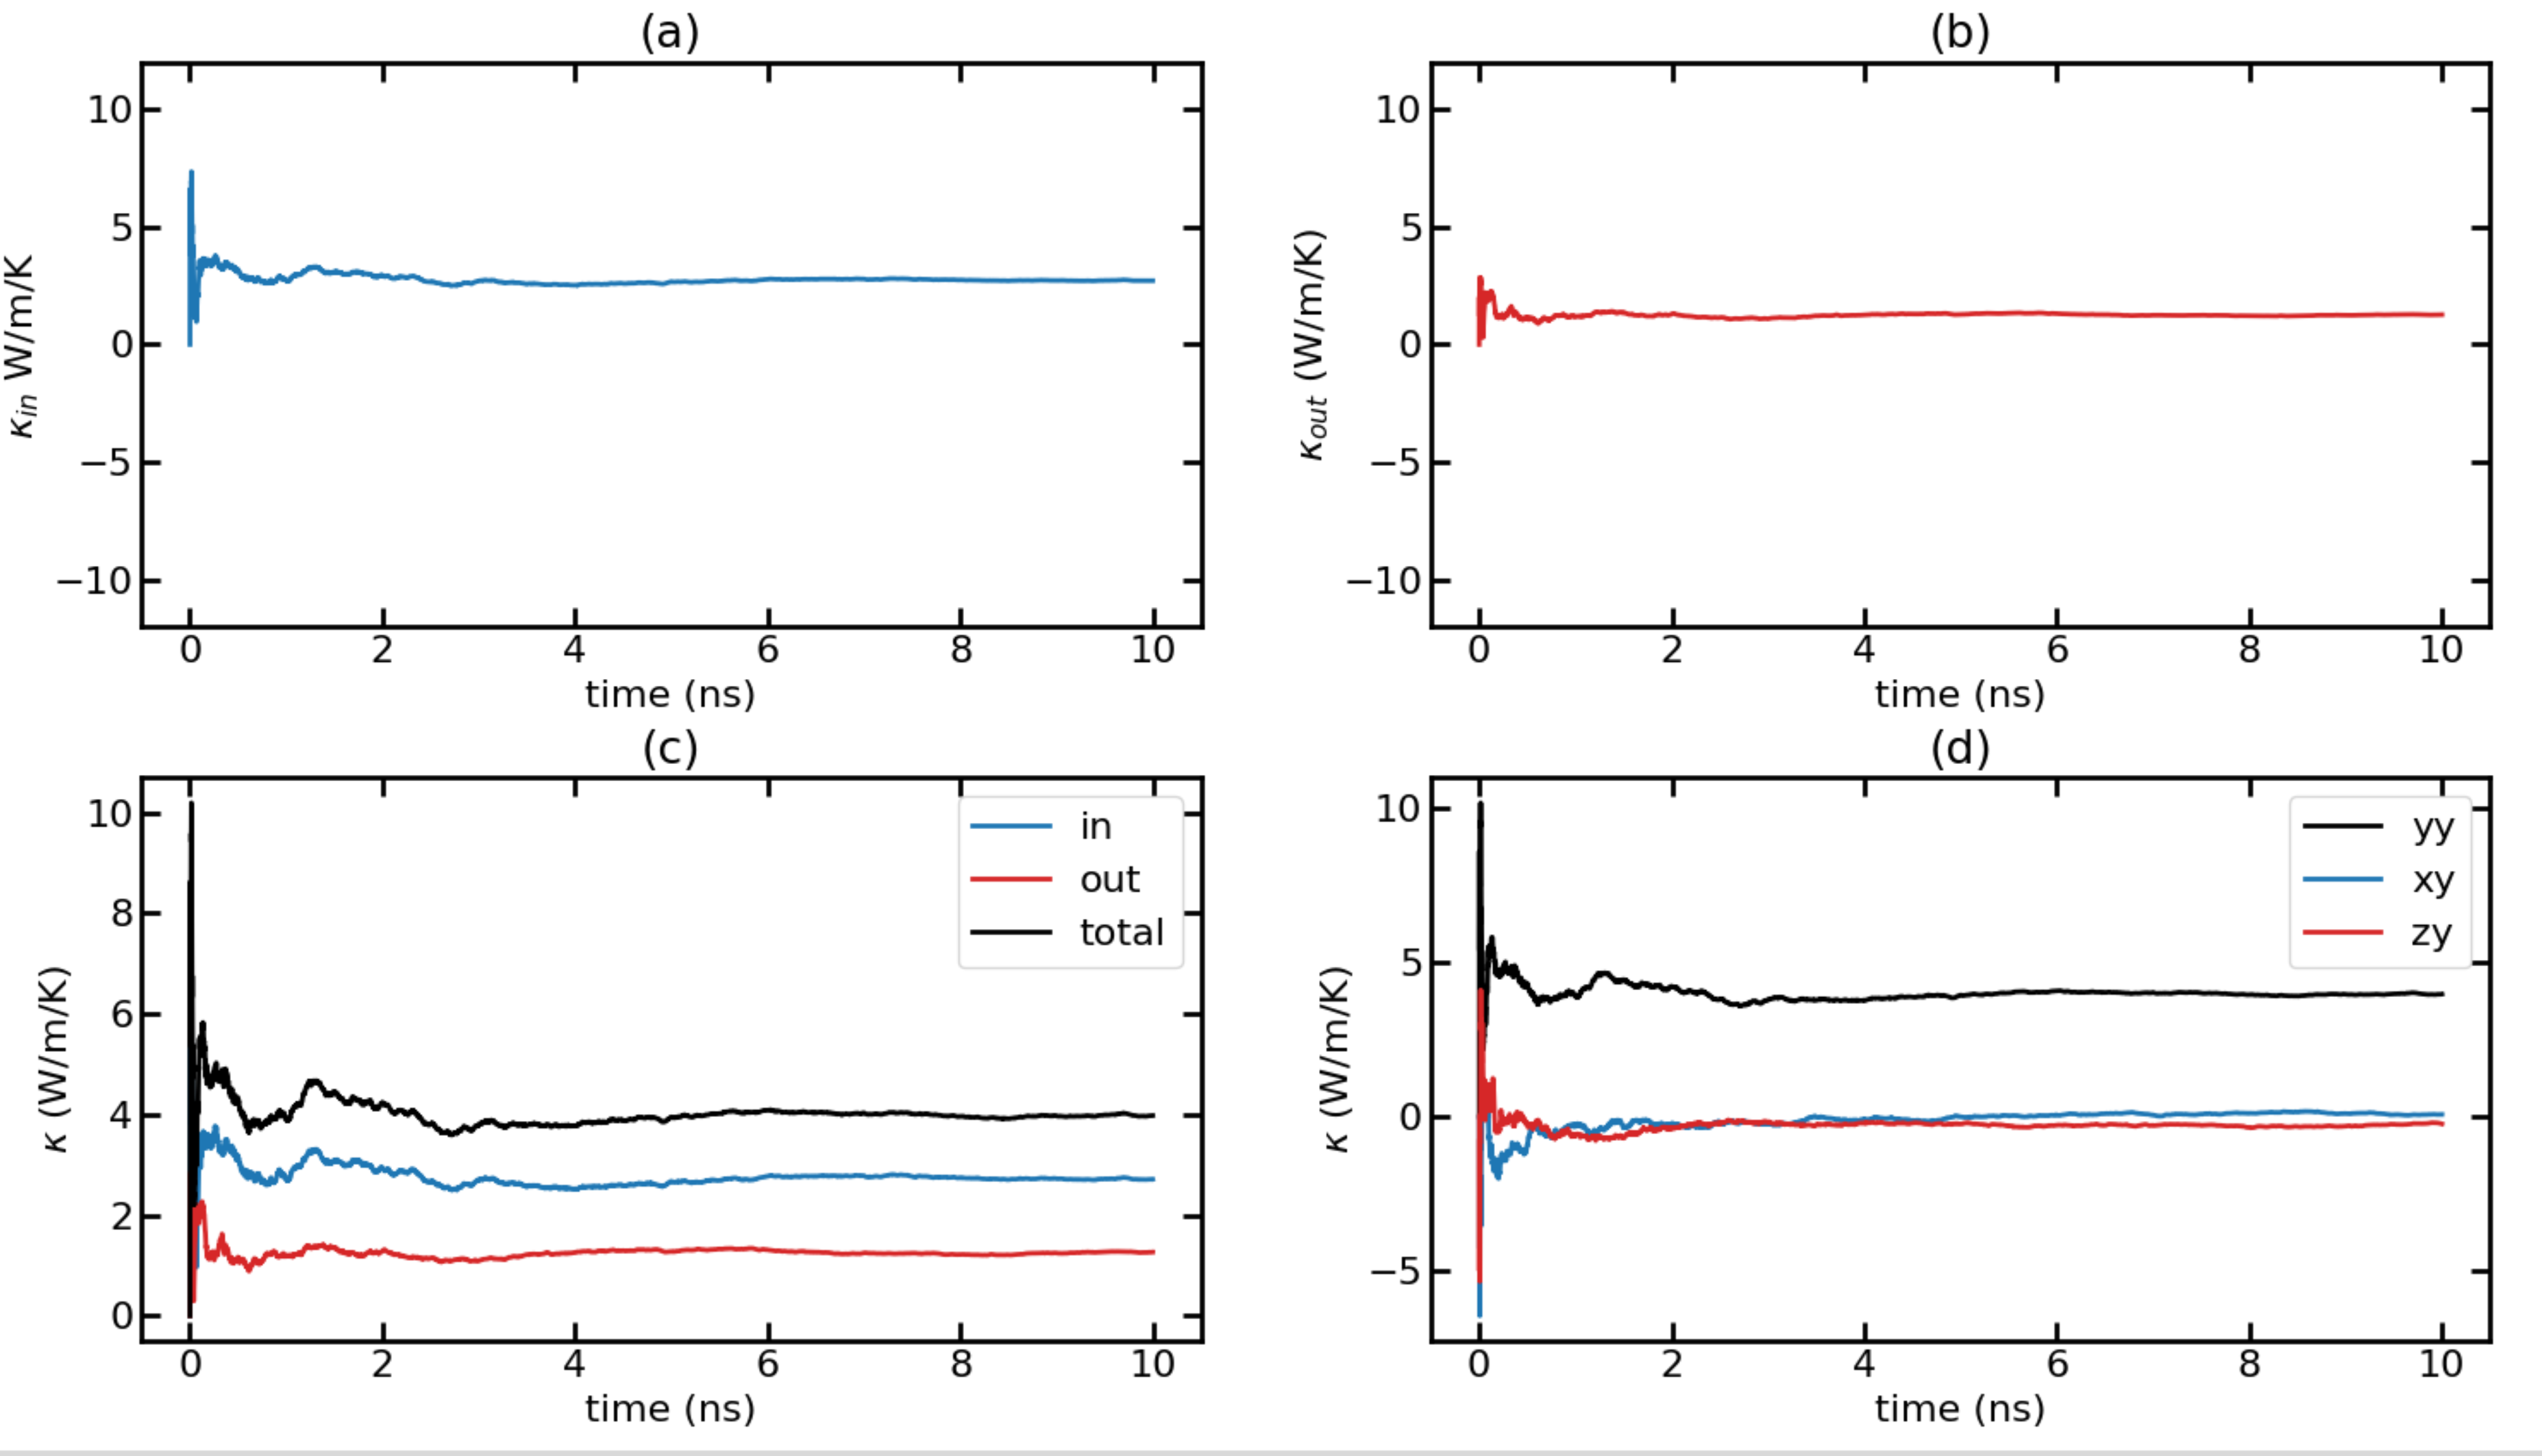 (a)
κin W/m/K
10
5
0
−5
−10
0 2 4 6 8 10
time (ns)
(b)
κout (W/m/K)
10
5
0
−5
−10
0 2 4 6 8 10
time (ns)
(c)
κ (W/m/K)
10
8
6
4
2
0
in
out
total
0 2 4 6 8 10
time (ns)
(d)
κ (W/m/K)
10
5
0
−5
yy
xy
zy
0 2 4 6 8 10
time (ns)